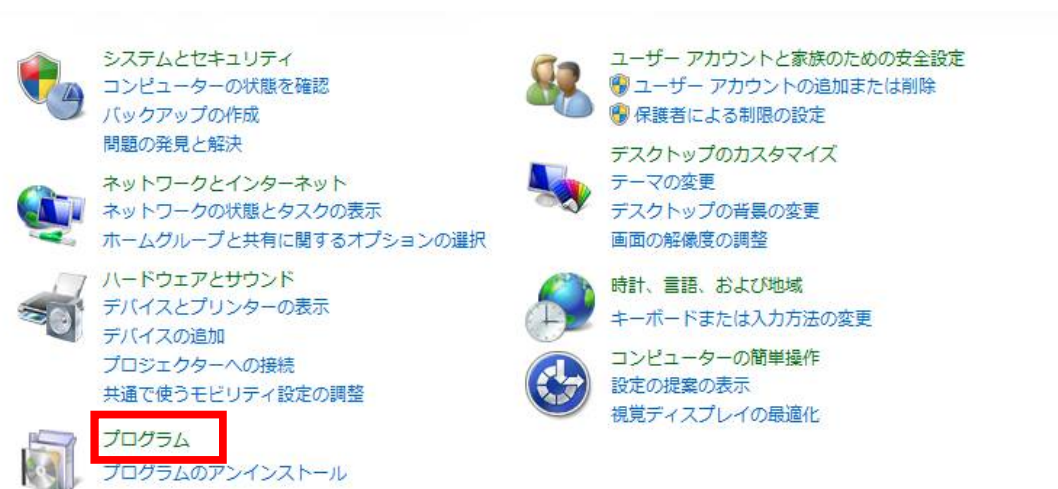 システムとセキュリティ
コンピューターの状態を確認
バックアップの作成
問題の発見と解決
ネットワークとインターネット
ネットワークの状態とタスクの表示
ホームグループと共有に関するオプションの選択
ハードウェアとサウンド
デバイスとプリンターの表示
デバイスの追加
プロジェクターへの接続
共通で使うモビリティ設定の調整
プログラム
プログラムのアンインストール
ユーザー アカウントと家族のための安全設定
ユーザー アカウントの追加または削除
保護者による制限の設定
デスクトップのカスタマイズ
テーマの変更
デスクトップの背景の変更
画面の解像度の調整
時計、言語、および地域
キーボードまたは入力方法の変更
コンピューターの簡単操作
設定の提案の表示
視覚ディスプレイの最適化